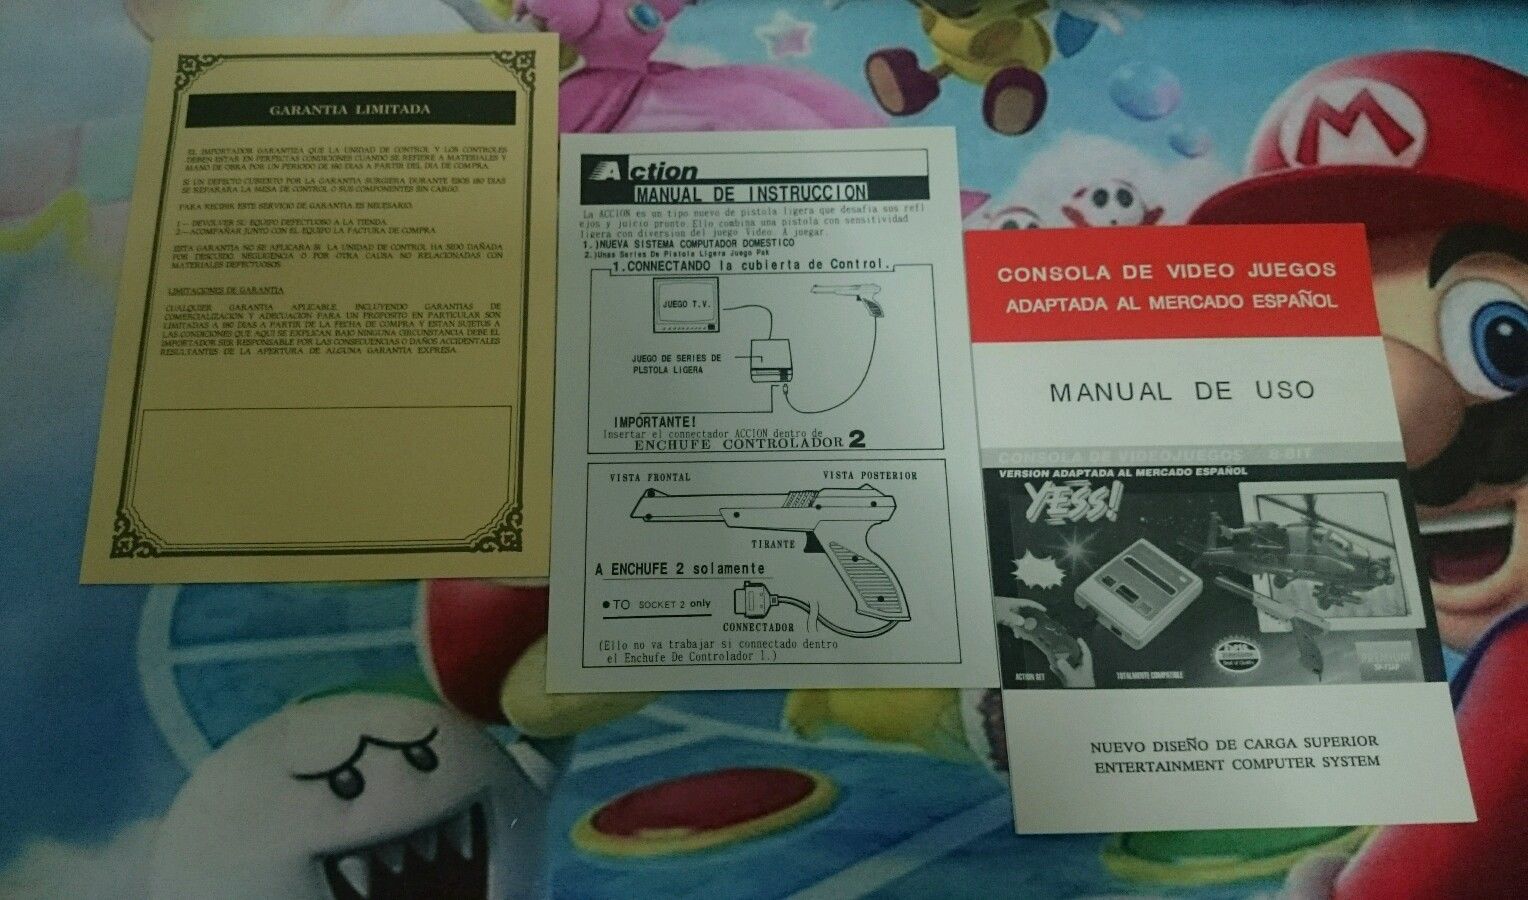 GARANTIA LIMITADA
EL IMPORTADOR GARANTIZA QUE LA UNIDAD DE CONTROL Y LOS CONTROLES
DEBEN ESTAR EN PERFECTAS CONDICIONES CUANDO SE REFIERE A MATERIALES Y
MANO DE OBRA POR UN PERIODO DE 180 DIAS A PARTIR DEL DIA DE COMPRA.
SI UN DEFECTO CUBIERTO POR LA GARANTIA SURGIERA DURANTE ESOS 180 DIAS
SE REPARARA LA MESA DE CONTROL O SUS COMPONENTES SIN CARGO.
PARA RECIBIR ESTE SERVICIO DE GARANTIA ES NECESARIO.
1.— DEVOLVER SU EQUIPO DEFECTUOSO A LA TIENDA.
2.— ACOMPAÑAR JUNTO CON EL EQUIPO LA FACTURA DE COMPRA
ESTA GARANTIA NO SE APLICARA SI LA UNIDAD DE CONTROL HA SIDO DAÑADA
POR DESCUIDO, NEGLIGENCIA O POR OTRA CAUSA NO RELACIONADAS CON
MATERIALES DEFECTUOSOS
LIMITACIONES DE GARANTIA
CUALQUIER GARANTIA APLICABLE, INCLUYENDO GARANTIAS DE
COMERCIALIZACION Y ADECUACION PARA UN PROPOSITO EN PARTICULAR SON
LIMITADAS A 180 DIAS A PARTIR DE LA FECHA DE COMPRA Y ESTAN SUJETOS A
LAS CONDICIONES QUE AQUI SE EXPLICAN BAJO NINGUNA CIRCUNSTANCIA DEBE EL
IMPORTADOR SER RESPONSABLE POR LAS CONSECUENCIAS O DAÑOS ACCIDENTALES
RESULTANTES DE LA APERTURA DE ALGUNA GARANTIA EXPRESA.
Action
MANUAL DE INSTRUCCION
La ACCION es un tipo nuevo de pistola ligera que desafia sus refl
ejos y juicio pronto. Ello combina una pistola con sensitividad
ligera con diversion del juego Video. A juegar.
1.)NUEVA SISTEMA COMPUTADOR DOMESTICO
2.)Unas Series De Pistola Ligera Juego Pak
1.CONNECTANDO la cubierta de Control.
JUEGO T.V.
JUEGO DE SERIES DE
PLSTOLA LIGERA
IMPORTANTE!
Insertar el connectador ACCION dentro de
ENCHUFE CONTROLADOR 2
VISTA FRONTAL
VISTA POSTERIOR
TIRANTE
A ENCHUFE 2 solamente
•TO SOCKET 2 only
CONNECTADOR
(Ello no va trabajar si connectado dentro
el Enchufe De Controlador 1.)
CONSOLA DE VIDEO JUEGOS
ADAPTADA AL MERCADO ESPAÑOL
MANUAL DE USO
CONSOLA DE VIDEOJUEGOS 8-BIT
VERSION ADAPTADA AL MERCADO ESPAÑOL
YESS!
ACTION SET
TOTALMENTE COMPATIBLE
NUEVO DISEÑO DE CARGA SUPERIOR
ENTERTAINMENT COMPUTER SYSTEM
M